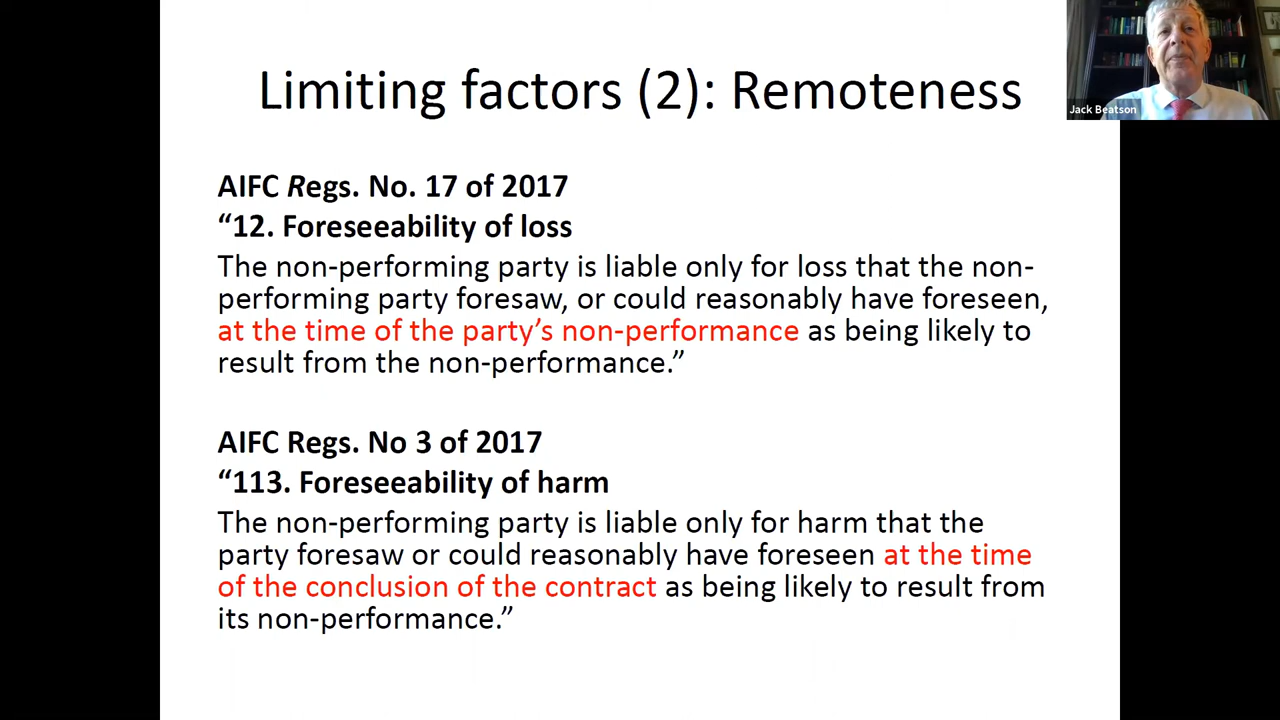 Limiting factors (2): Remoteness
Jack Beatson
AIFC Regs. No. 17 of 2017
“12. Foreseeability of loss
The non-performing party is liable only for loss that the non-
performing party foresaw, or could reasonably have foreseen,
at the time of the party’s non-performance as being likely to
result from the non-performance.”
AIFC Regs. No 3 of 2017
“113. Foreseeability of harm
The non-performing party is liable only for harm that the
party foresaw or could reasonably have foreseen at the time
of the conclusion of the contract as being likely to result from
its non-performance.”